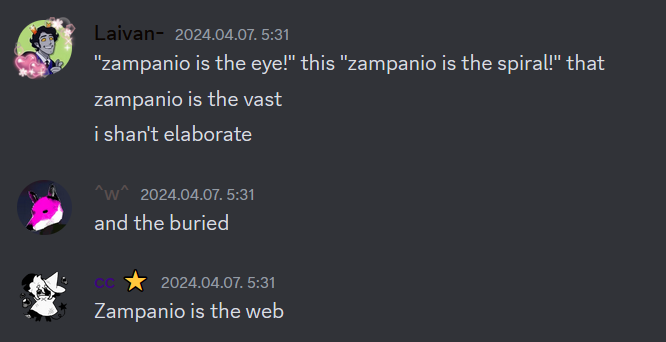 Laivan- 2024.04.07. 5:31
"zampanio is the eye!" this "zampanio is the spiral!" that
zampanio is the vast
i shan't elaborate
^w^ 2024.04.07. 5:31
and the buried
cc ⭐ 2024.04.07. 5:31
Zampanio is the web